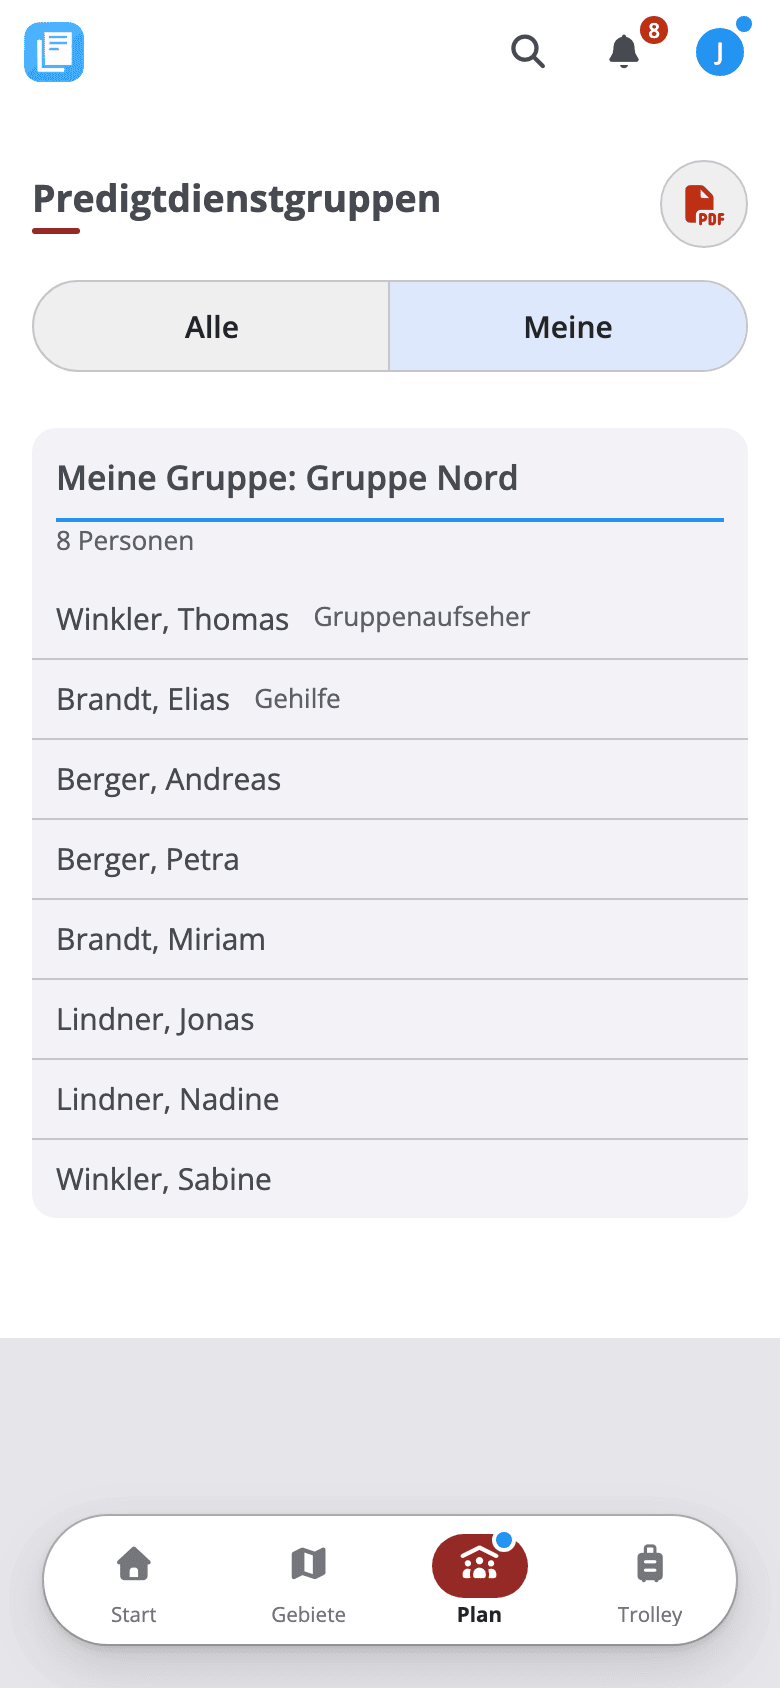 8
J
Predigtdienstgruppen
PDF
Alle
Meine
Meine Gruppe: Gruppe Nord
8 Personen
Winkler, Thomas Gruppenaufseher
Brandt, Elias Gehilfe
Berger, Andreas
Berger, Petra
Brandt, Miriam
Lindner, Jonas
Lindner, Nadine
Winkler, Sabine
Start
Gebiete
Plan
Trolley